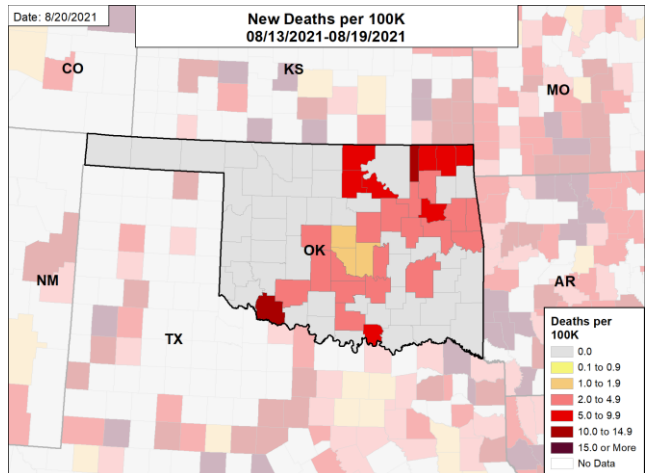 Date: 8/20/2021
New Deaths per 100K
08/13/2021-08/19/2021
CO
KS
MO
OK
NM
TX
AR
Deaths per
100K
0.0
0.1 to 0.9
1.0 to 1.9
2.0 to 4.9
5.0 to 9.9
10.0 to 14.9
15.0 or More
No Data